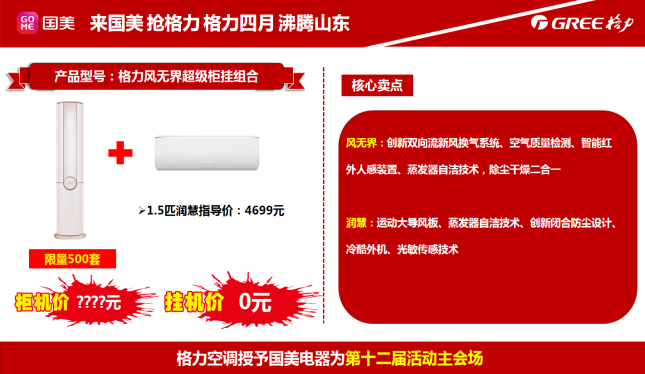 GOME 国美 来国美 抢格力 格力四月 沸腾山东
GREE 格力
产品型号：格力风无界超级柜挂组合
➢1.5匹润慧指导价：4699元
限量500套
柜机价 ????元
挂机价 0元
核心卖点
风无界：创新双向流新风换气系统、空气质量检测、智能红
外人感装置、蒸发器自洁技术，除尘干燥二合一
润慧：运动大导风板、蒸发器自洁技术、创新闭合防尘设计、
冷酷外机、光敏传感技术
格力空调授予国美电器为第十二届活动主会场